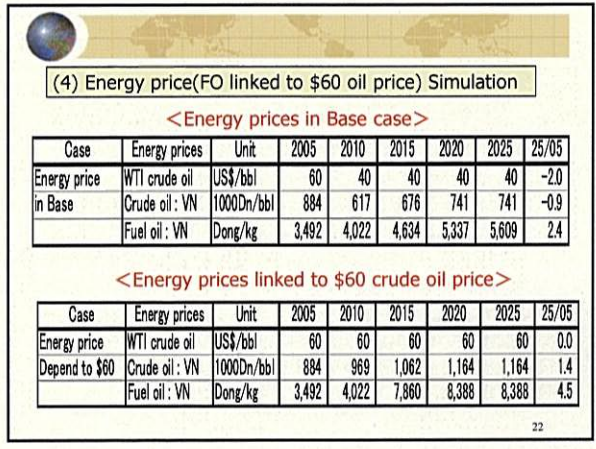 (4) Energy price(FO linked to $60 oil price) Simulation
<Energy prices in Base case>
Case Energy prices Unit 2005 2010 2015 2020 2025 25/05
Energy price WTI crude oil US$/bbl 60 40 40 40 40 -2.0
in Base Crude oil : VN 1000Dn/bbl 884 617 676 741 741 -0.9
Fuel oil : VN Dong/kg 3,492 4,022 4,634 5,337 5,609 2.4
<Energy prices linked to $60 crude oil price>
Case Energy prices Unit 2005 2010 2015 2020 2025 25/05
Energy price WTI crude oil US$/bbl 60 60 60 60 60 0.0
Depend to $60 Crude oil : VN 1000Dn/bbl 884 969 1,062 1,164 1,164 1.4
Fuel oil : VN Dong/kg 3,492 4,022 7,860 8,388 8,388 4.5
22